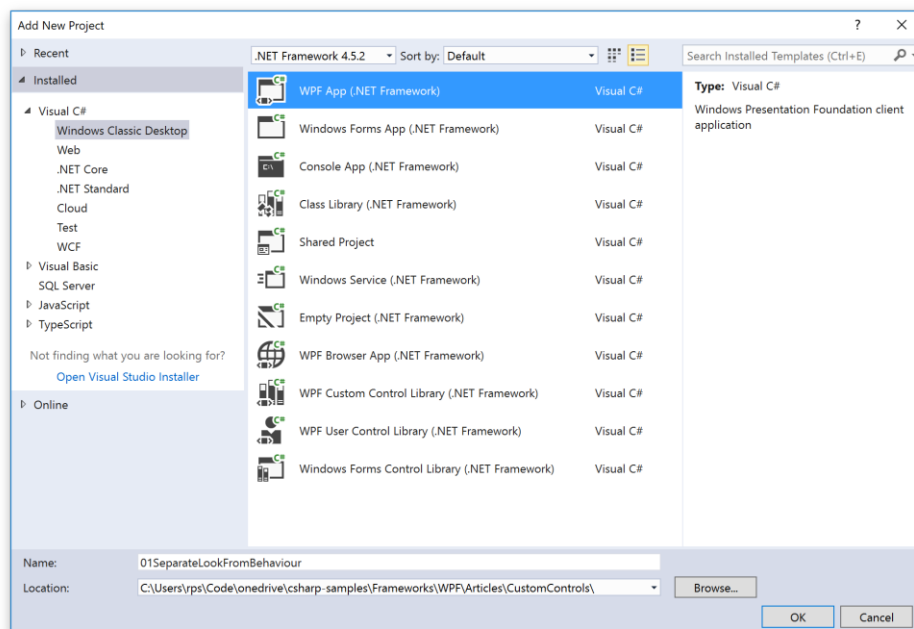 Add New Project
Recent
.NET Framework 4.5.2 Sort by: Default Search Installed Templates (Ctrl+E)
Installed
Visual C#
Windows Classic Desktop
Web
.NET Core
.NET Standard
Cloud
Test
WCF
Visual Basic
SQL Server
JavaScript
TypeScript
Not finding what you are looking for?
Open Visual Studio Installer
Online
WPF App (.NET Framework) Visual C#
Windows Forms App (.NET Framework) Visual C#
Console App (.NET Framework) Visual C#
Class Library (.NET Framework) Visual C#
Shared Project Visual C#
Windows Service (.NET Framework) Visual C#
Empty Project (.NET Framework) Visual C#
WPF Browser App (.NET Framework) Visual C#
WPF Custom Control Library (.NET Framework) Visual C#
WPF User Control Library (.NET Framework) Visual C#
Windows Forms Control Library (.NET Framework) Visual C#
Type: Visual C#
Windows Presentation Foundation client
application
Name: 01SeparateLookFromBehaviour
Location: C:\Users\rps\Code\onedrive\csharp-samples\Frameworks\WPF\Articles\CustomControls\ Browse...
OK Cancel